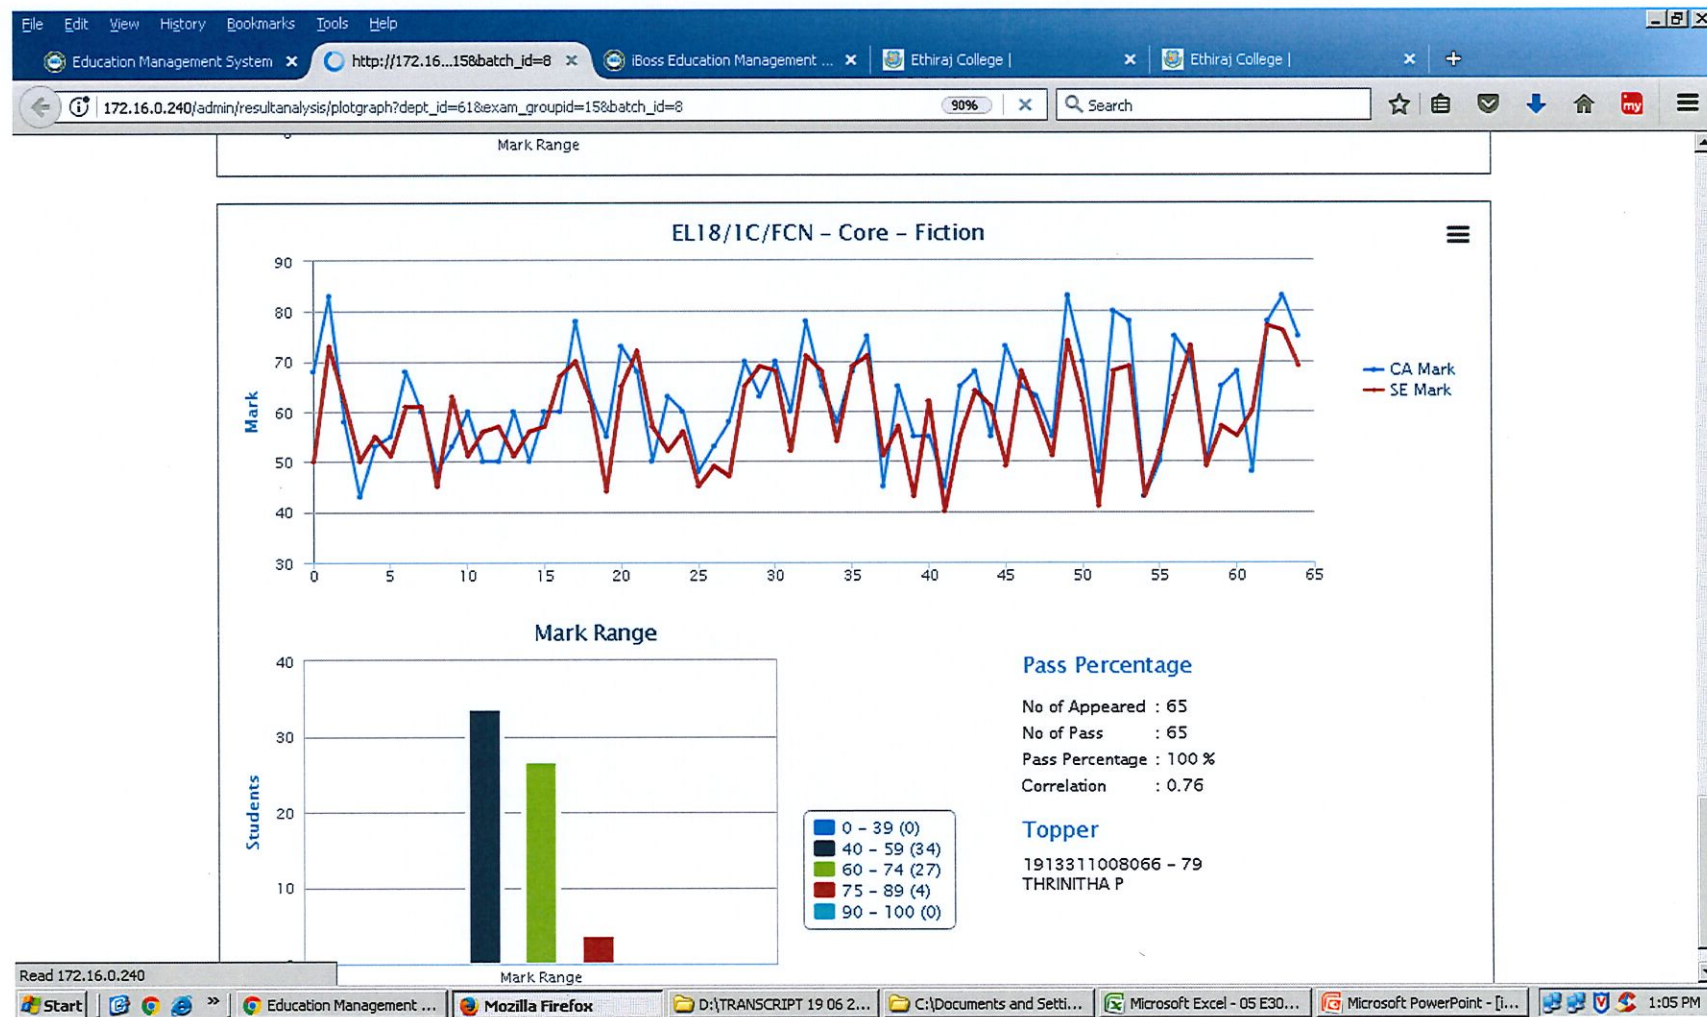 File Edit View History Bookmarks Tools Help
Education Management System
http://172.16...15&batch_id=8
iBoss Education Management ...
Ethiraj College |
Ethiraj College |
172.16.0.240/admin/resultanalysis/plotgraph?dept_id=61&exam_groupid=15&batch_id=8
90%
Search
my
Mark Range
EL18/1C/FCN – Core – Fiction
90
80
70
60
50
40
30
Mark
0 5 10 15 20 25 30 35 40 45 50 55 60 65
CA Mark
SE Mark
Mark Range
40
30
20
10
Students
Mark Range
0 – 39 (0)
40 – 59 (34)
60 – 74 (27)
75 – 89 (4)
90 – 100 (0)
Pass Percentage
No of Appeared : 65
No of Pass : 65
Pass Percentage : 100 %
Correlation : 0.76
Topper
1913311008066 – 79
THRINITHA P
Read 172.16.0.240
Start
Education Management ...
Mozilla Firefox
D:\TRANSCRIPT 19 06 2...
C:\Documents and Setti...
Microsoft Excel - 05 E30...
Microsoft PowerPoint - [i...
1:05 PM